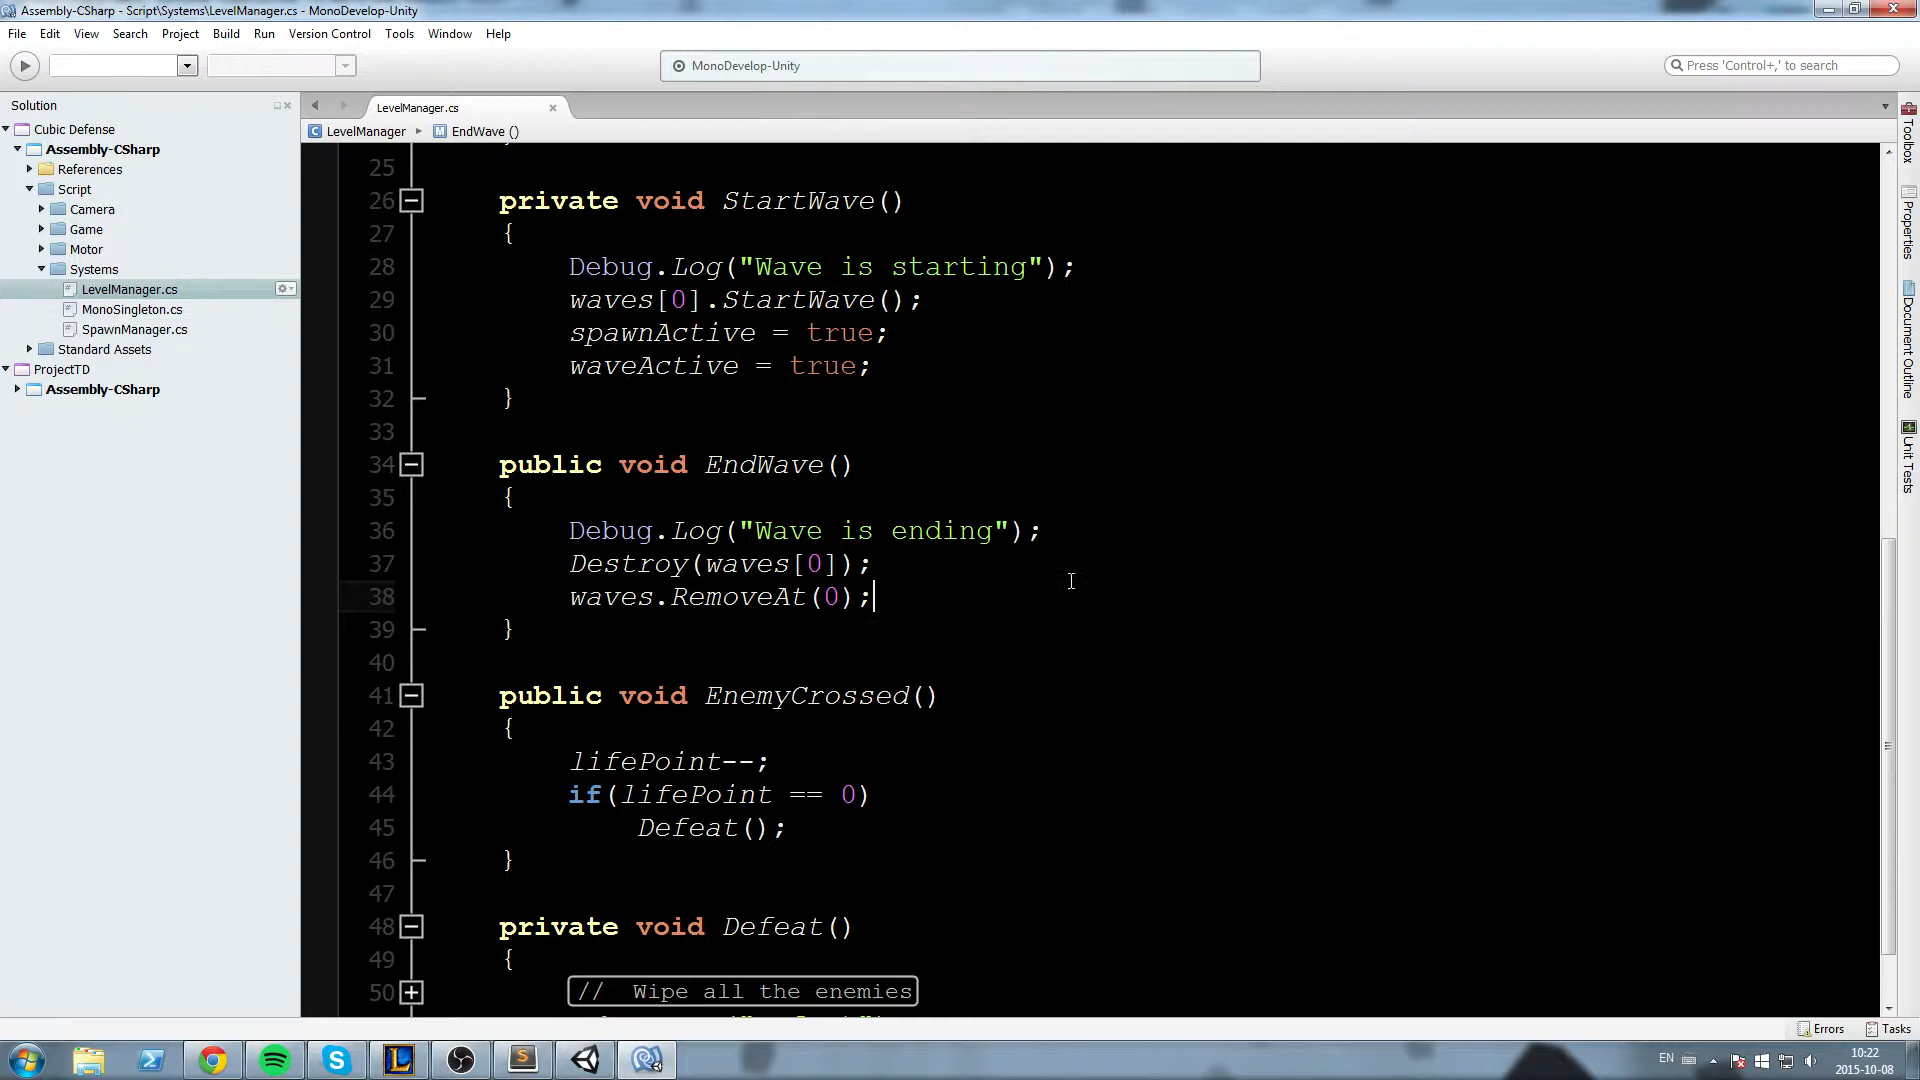 Assembly-CSharp - Script\Systems\LevelManager.cs - MonoDevelop-Unity
File Edit View Search Project Build Run Tools Window Help
MonoDevelop-Unity
Press 'Control+,' to search
Solution
Cubic Defense
Assembly-CSharp
References
Script
Camera
Game
Motor
Systems
LevelManager.cs
MonoSingleton.cs
SpawnManager.cs
Standard Assets
ProjectTD
Assembly-CSharp
LevelManager.cs
LevelManager EndWave ()
25
26 private void StartWave()
27 {
28 Debug.Log("Wave is starting");
29 waves[0].StartWave();
30 spawnActive = true;
31 waveActive = true;
32 }
33
34 public void EndWave()
35 {
36 Debug.Log("Wave is ending");
37 Destroy(waves[0]);
38 waves.RemoveAt(0);
39 }
40
41 public void EnemyCrossed()
42 {
43 lifePoint--;
44 if(lifePoint == 0)
45 Defeat();
46 }
47
48 private void Defeat()
49 {
50 // Wipe all the enemies
Toolbox
Properties
Document Outline
Unit Tests
Errors Tasks
EN
10:22
2015-10-08